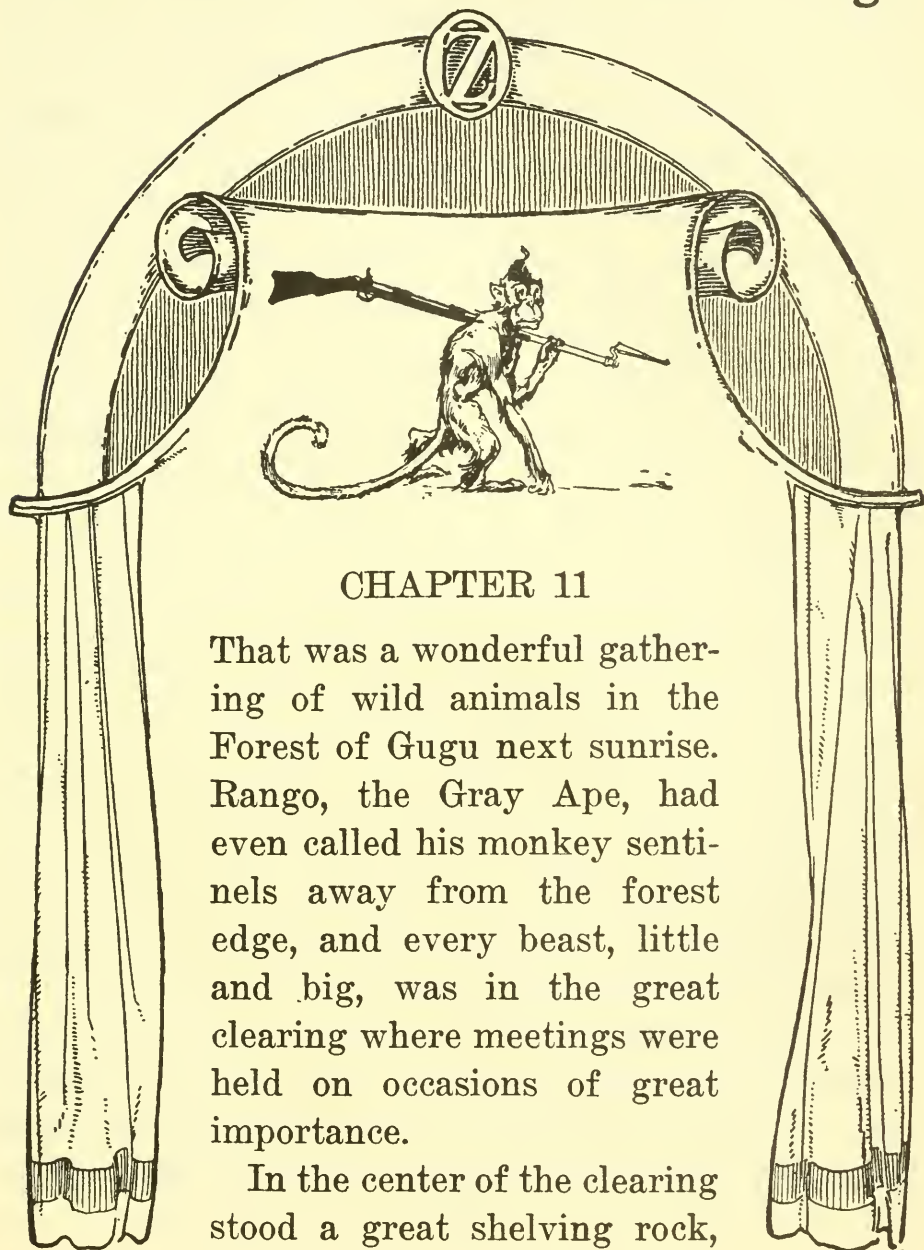 OZ
CHAPTER 11
That was a wonderful gather-
ing of wild animals in the
Forest of Gugu next sunrise.
Rango, the Gray Ape, had
even called his monkey senti-
nels away from the forest
edge, and every beast, little
and big, was in the great
clearing where meetings were
held on occasions of great
importance.
In the center of the clearing
stood a great shelving rock,